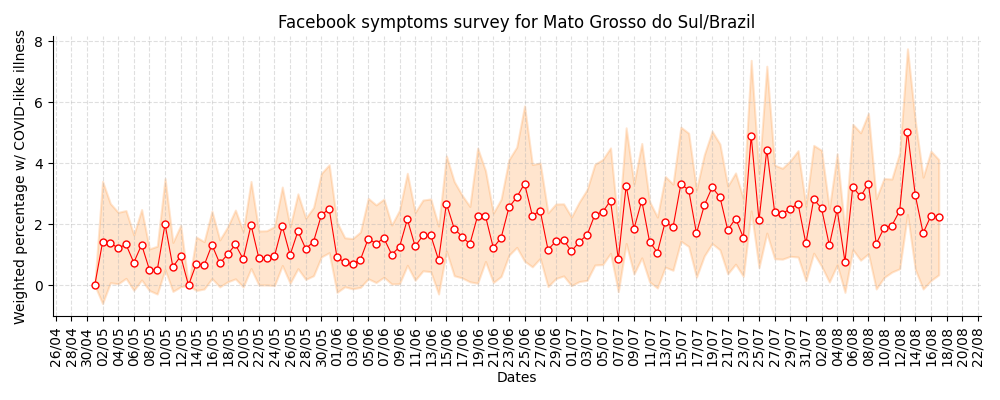 Facebook symptoms survey for Mato Grosso do Sul/Brazil
Weighted percentage w/ COVID-like illness
8
6
4
2
0
26/04 28/04 30/04 02/05 04/05 06/05 08/05 10/05 12/05 14/05 16/05 18/05 20/05 22/05 24/05 26/05 28/05 30/05 01/06 03/06 05/06 07/06 09/06 11/06 13/06 15/06 17/06 19/06 21/06 23/06 25/06 27/06 29/06 01/07 03/07 05/07 07/07 09/07 11/07 13/07 15/07 17/07 19/07 21/07 23/07 25/07 27/07 29/07 31/07 02/08 04/08 06/08 08/08 10/08 12/08 14/08 16/08 18/08 20/08 22/08
Dates